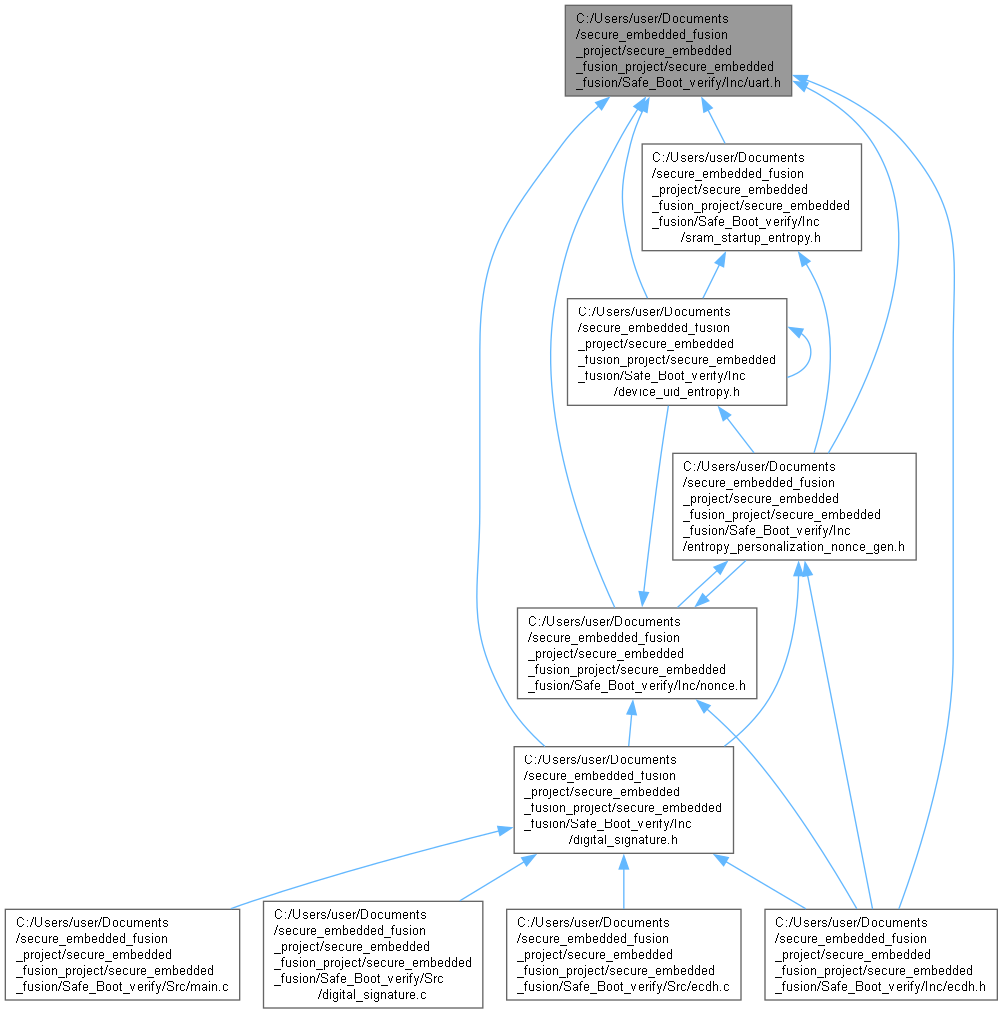 C:/Users/user/Documents
/secure_embedded_fusion
_project/secure_embedded
_fusion_project/secure_embedded
_fusion/Safe_Boot_verify/Inc/uart.h
C:/Users/user/Documents
/secure_embedded_fusion
_project/secure_embedded
_fusion_project/secure_embedded
_fusion/Safe_Boot_verify/Inc
/sram_startup_entropy.h
C:/Users/user/Documents
/secure_embedded_fusion
_project/secure_embedded
_fusion_project/secure_embedded
_fusion/Safe_Boot_verify/Inc
/device_uid_entropy.h
C:/Users/user/Documents
/secure_embedded_fusion
_project/secure_embedded
_fusion_project/secure_embedded
_fusion/Safe_Boot_verify/Inc
/entropy_personalization_nonce_gen.h
C:/Users/user/Documents
/secure_embedded_fusion
_project/secure_embedded
_fusion_project/secure_embedded
_fusion/Safe_Boot_verify/Inc/nonce.h
C:/Users/user/Documents
/secure_embedded_fusion
_project/secure_embedded
_fusion_project/secure_embedded
_fusion/Safe_Boot_verify/Inc
/digital_signature.h
C:/Users/user/Documents
/secure_embedded_fusion
_project/secure_embedded
_fusion_project/secure_embedded
_fusion/Safe_Boot_verify/Src/main.c
C:/Users/user/Documents
/secure_embedded_fusion
_project/secure_embedded
_fusion_project/secure_embedded
_fusion/Safe_Boot_verify/Src
/digital_signature.c
C:/Users/user/Documents
/secure_embedded_fusion
_project/secure_embedded
_fusion_project/secure_embedded
_fusion/Safe_Boot_verify/Src/ecdh.c
C:/Users/user/Documents
/secure_embedded_fusion
_project/secure_embedded
_fusion_project/secure_embedded
_fusion/Safe_Boot_verify/Inc/ecdh.h